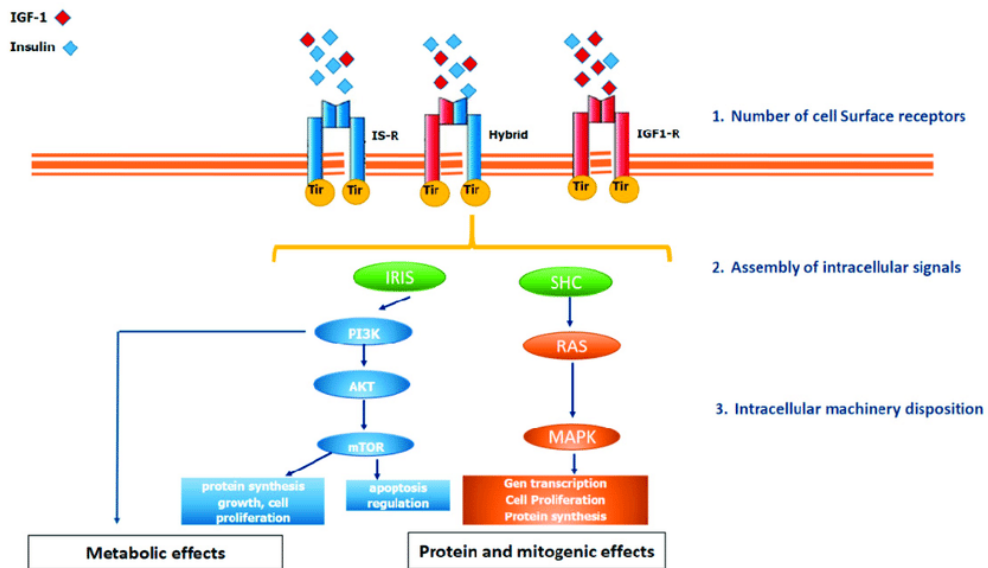 IGF-1
Insulin
IS-R
Hybrid
IGF1-R
1. Number of cell Surface receptors
Tir
Tir
Tir
Tir
Tir
Tir
2. Assembly of intracellular signals
IRIS
SHC
PI3K
RAS
AKT
3. Intracellular machinery disposition
mTOR
MAPK
protein synthesis
growth, cell
proliferation
apoptosis
regulation
Gen transcription
Cell Proliferation
Protein synthesis
Metabolic effects
Protein and mitogenic effects